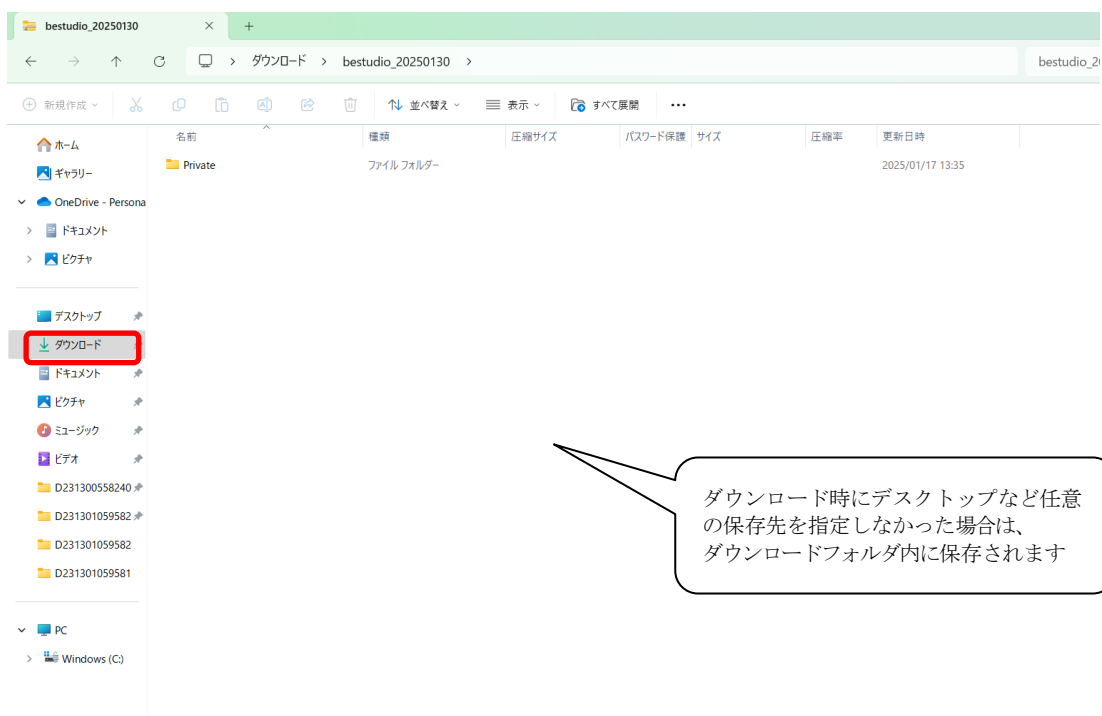 bestudio_20250130
ダウンロード > bestudio_20250130 >
bestudio_2
新規作成
並べ替え
表示
すべて展開
名前
種類
圧縮サイズ
パスワード保護
サイズ
圧縮率
更新日時
Private
ファイル フォルダー
2025/01/17 13:35
ホーム
ギャラリー
OneDrive - Persona
ドキュメント
ピクチャ
デスクトップ
ダウンロード
ドキュメント
ピクチャ
ミュージック
ビデオ
D231300558240
D231301059582
D231301059582
D231301059581
PC
Windows (C:)
ダウンロード時にデスクトップなど任意
の保存先を指定しなかった場合は、
ダウンロードフォルダ内に保存されます